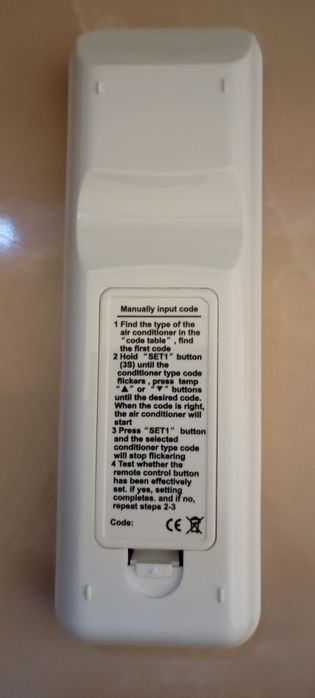 Manually input code
1 Find the type of the
air conditioner in the
"code table" , find
the first code
2 Hold "SET1" button
(3S) until the
conditioner type code
flickers , press temp
"▲" or "▼" buttons
until the desired code.
When the code is right,
the air conditioner will
start
3 Press "SET1" button
and the selected
conditioner type code
will stop flickering
4 Test whether the
remote control button
has been effectively
set. if yes, setting
completes. and if no,
repeat steps 2-3
Code: CE